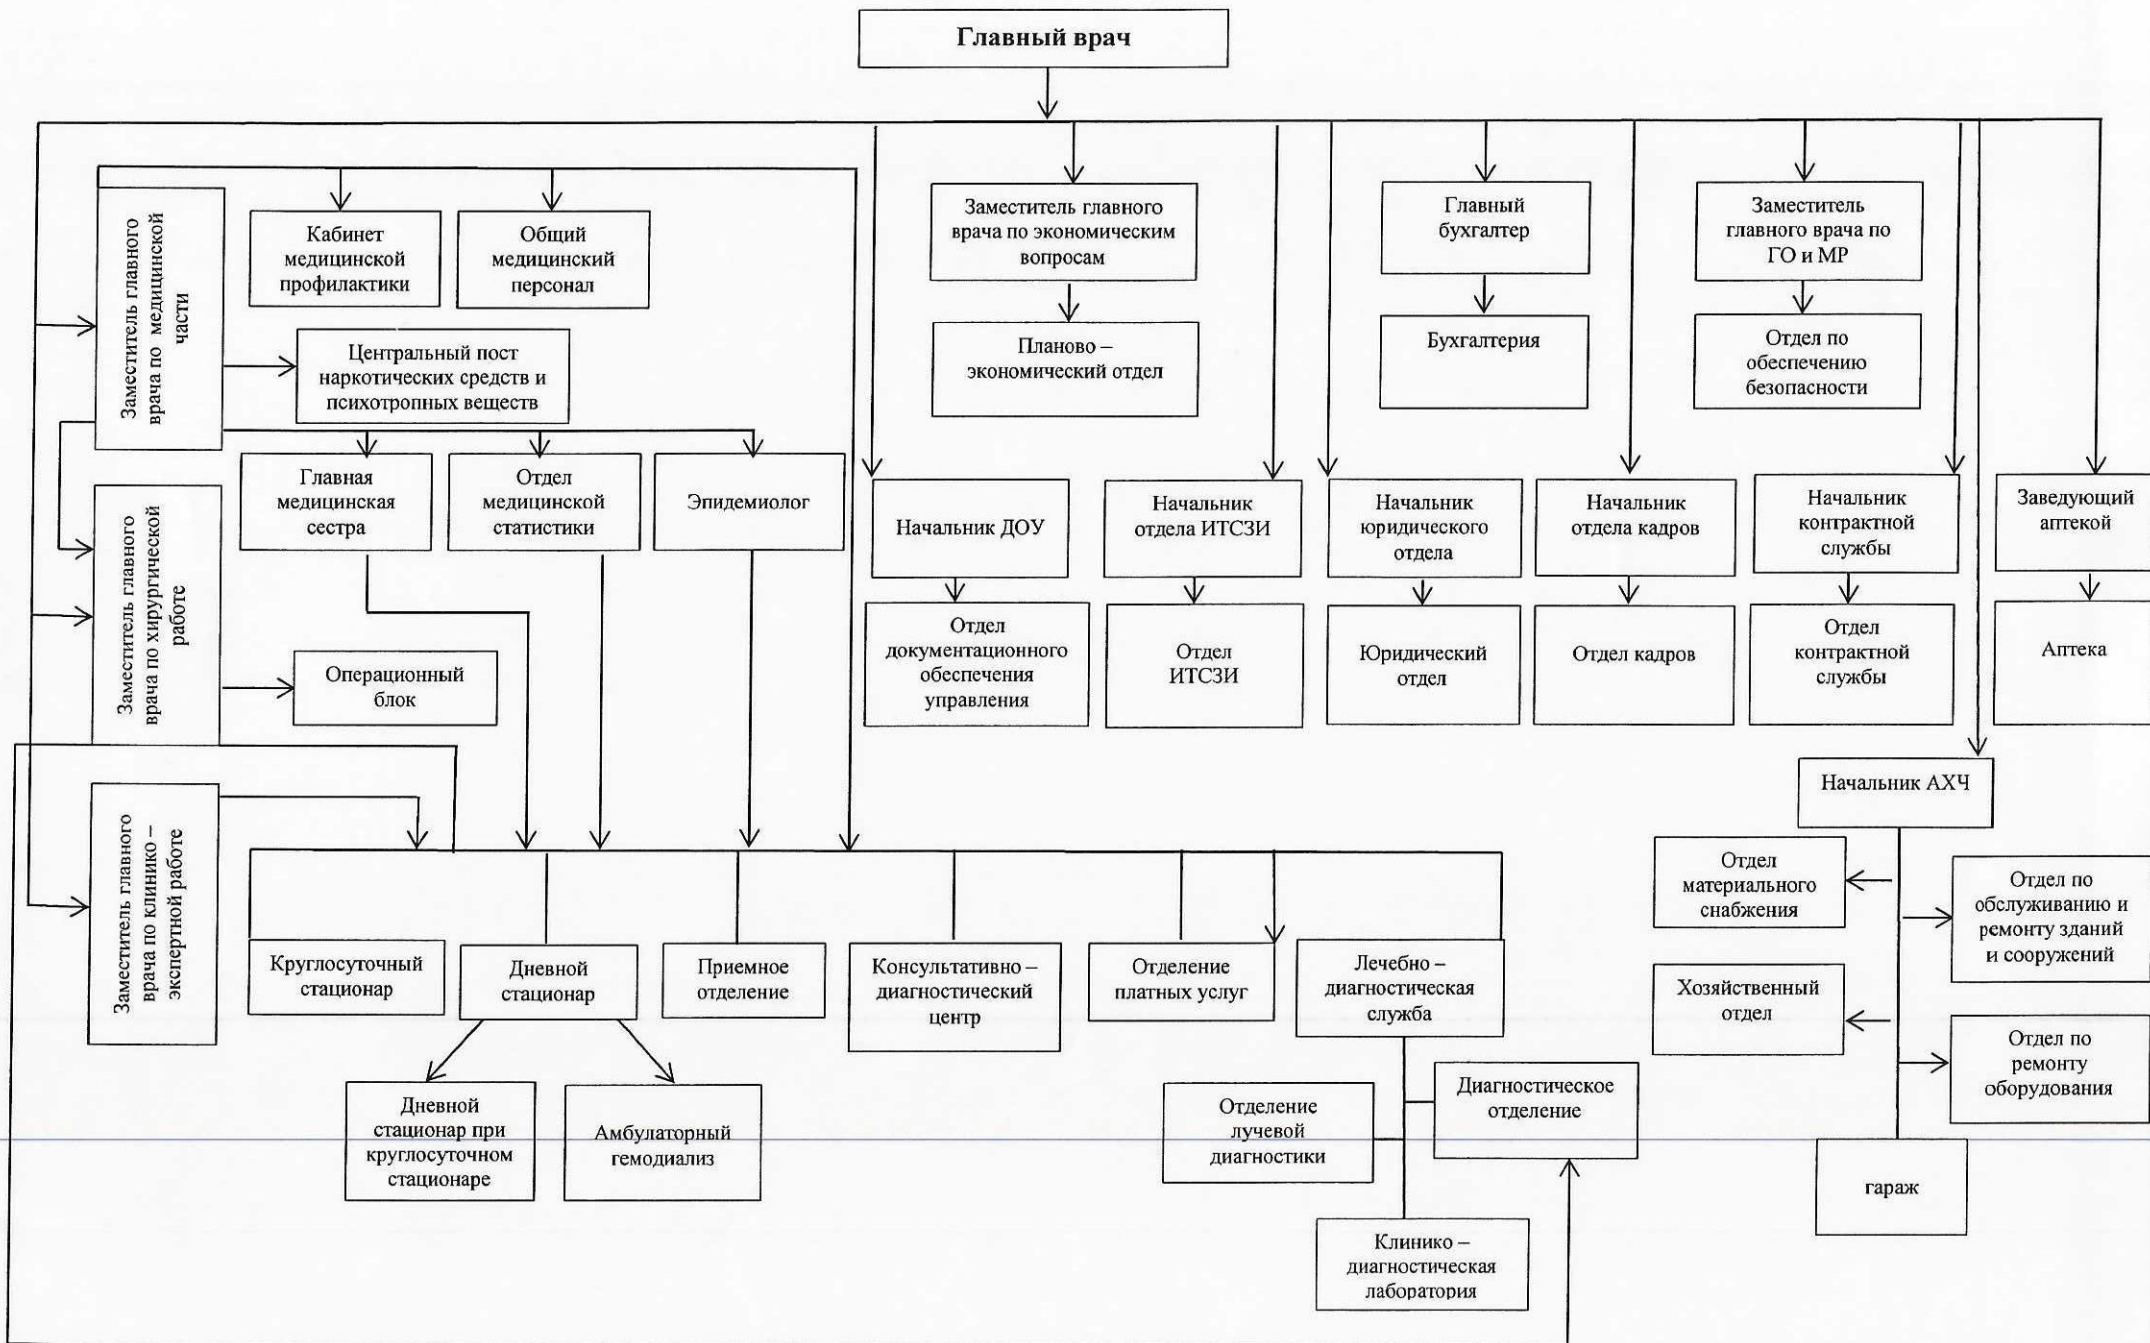 Главный врач
Заместитель главного
врача по медицинской
части
Кабинет
медицинской
профилактики
Общий
медицинский
персонал
Заместитель главного
врача по экономическим
вопросам
Главный
бухгалтер
Заместитель
главного врача по
ГО и МР
Центральный пост
наркотических средств и
психотропных веществ
Планово –
экономический отдел
Бухгалтерия
Отдел по
обеспечению
безопасности
Главная
медицинская
сестра
Отдел
медицинской
статистики
Эпидемиолог
Начальник ДОУ
Начальник
отдела ИТСЗИ
Начальник
юридического
отдела
Начальник
отдела кадров
Начальник
контрактной
службы
Заведующий
аптекой
Заместитель главного
врача по хирургической
работе
Операционный
блок
Отдел
документационного
обеспечения
управления
Отдел
ИТСЗИ
Юридический
отдел
Отдел кадров
Отдел
контрактной
службы
Аптека
Заместитель главного
врача по клинико –
экспертной работе
Начальник АХЧ
Отдел
материального
снабжения
Отдел по
обслуживанию и
ремонту зданий
и сооружений
Круглосуточный
стационар
Дневной
стационар
Приемное
отделение
Консультативно –
диагностический
центр
Отделение
платных услуг
Лечебно –
диагностическая
служба
Хозяйственный
отдел
Отдел по
ремонту
оборудования
Дневной
стационар при
круглосуточном
стационаре
Амбулаторный
гемодиализ
Отделение
лучевой
диагностики
Диагностическое
отделение
гараж
Клинико –
диагностическая
лаборатория